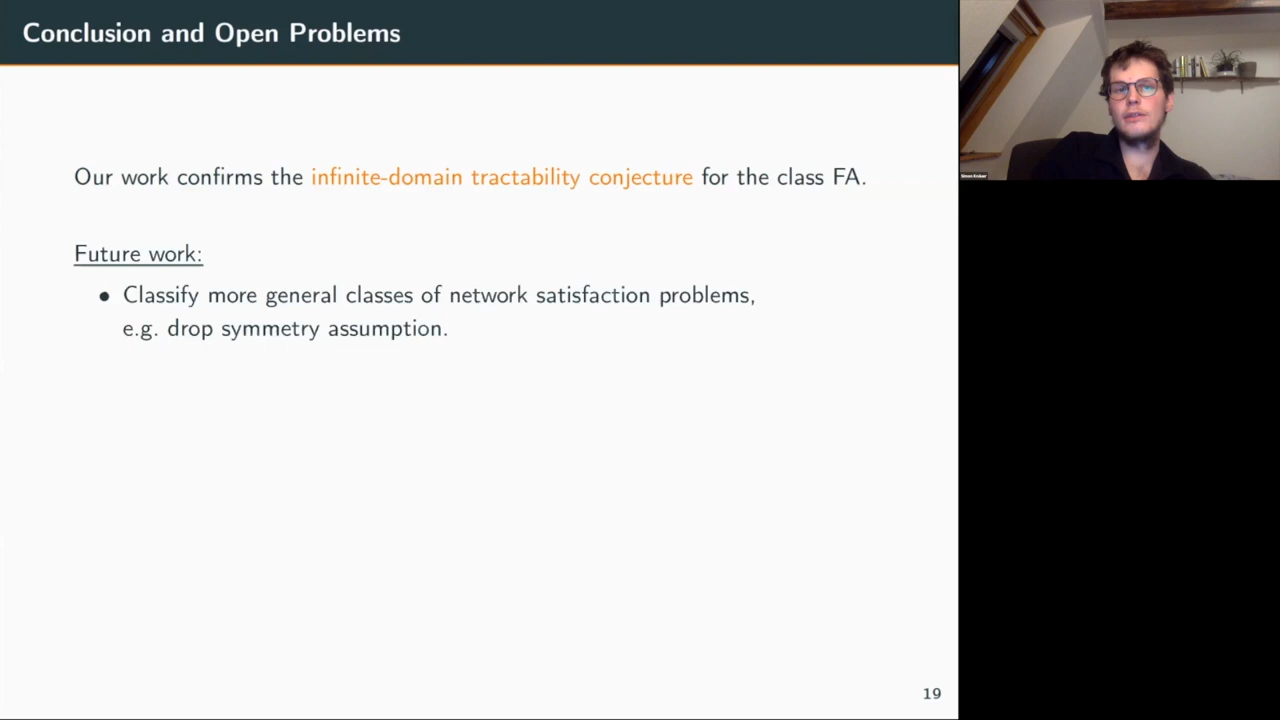 Conclusion and Open Problems
Our work confirms the infinite-domain tractability conjecture for the class FA.
Future work:
• Classify more general classes of network satisfaction problems,
e.g. drop symmetry assumption.
19